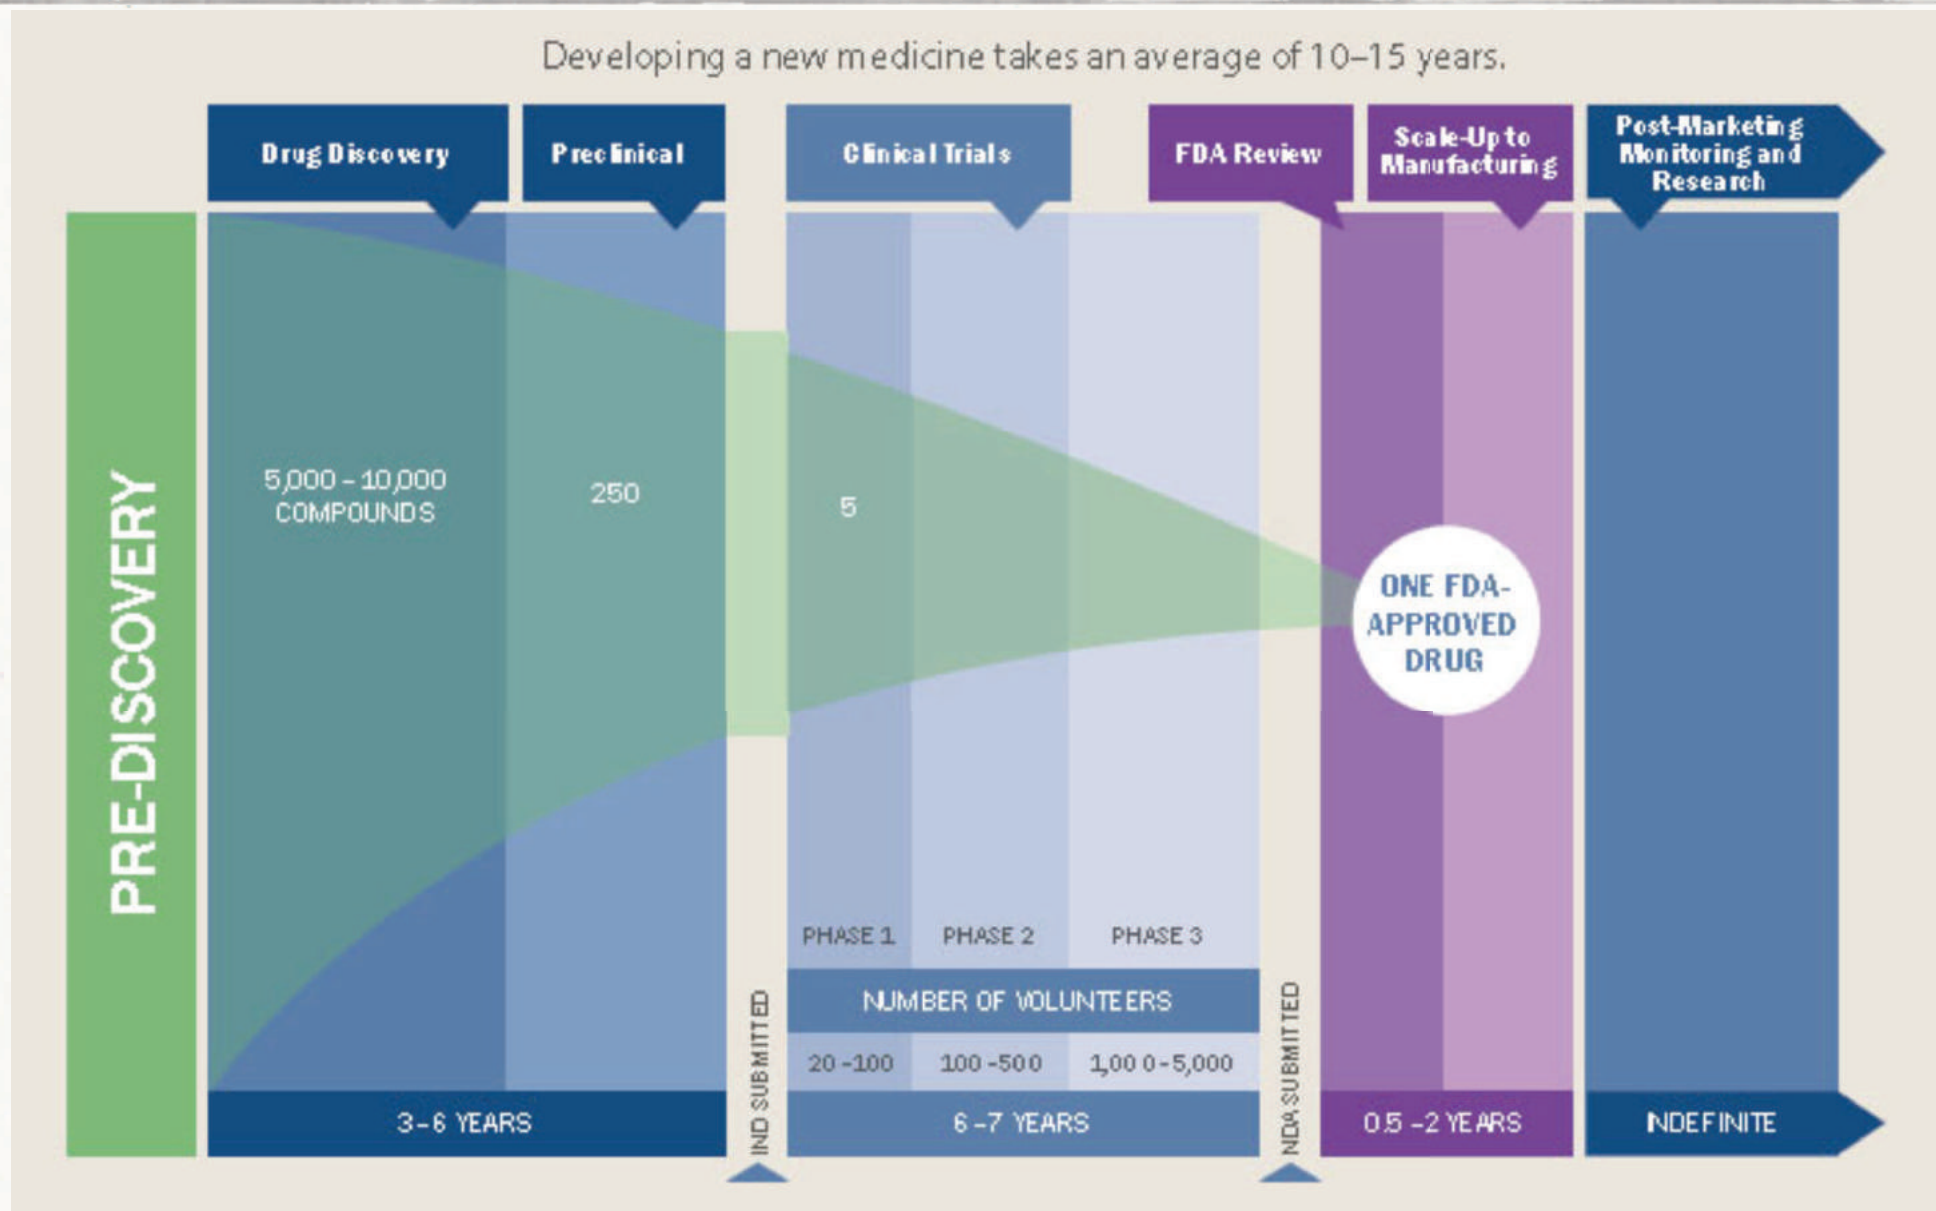 Developing a new medicine takes an average of 10–15 years.
Drug Discovery
Preclinical
Clinical Trials
FDA Review
Scale-Up to
Manufacturing
Post-Marketing
Monitoring and
Research
PRE-DISCOVERY
5,000 – 10,000
COMPOUNDS
250
5
ONE FDA-
APPROVED
DRUG
PHASE 1
PHASE 2
PHASE 3
NUMBER OF VOLUNTEERS
20-100
100-500
1,000-5,000
3–6 YEARS
IND SUBMITTED
6–7 YEARS
NDA SUBMITTED
0.5–2 YEARS
INDEFINITE